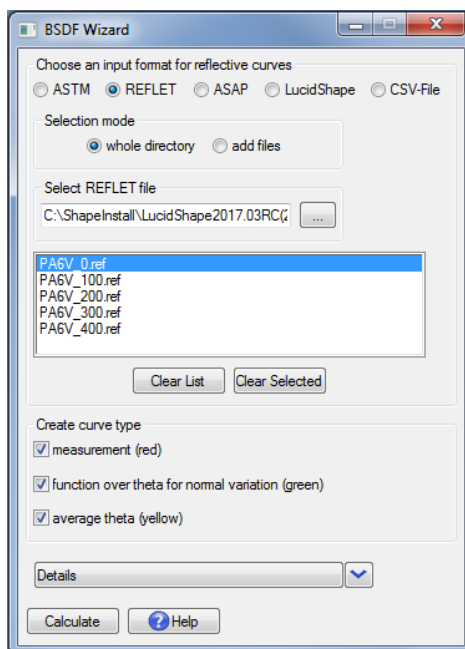 BSDF Wizard
Choose an input format for reflective curves
ASTM REFLET ASAP LucidShape CSV-File
Selection mode
whole directory add files
Select REFLET file
C:\ShapeInstall\LucidShape2017.03RC(2 ...
PA6V_0.ref
PA6V_100.ref
PA6V_200.ref
PA6V_300.ref
PA6V_400.ref
Clear List Clear Selected
Create curve type
measurement (red)
function over theta for normal variation (green)
average theta (yellow)
Details
Calculate Help